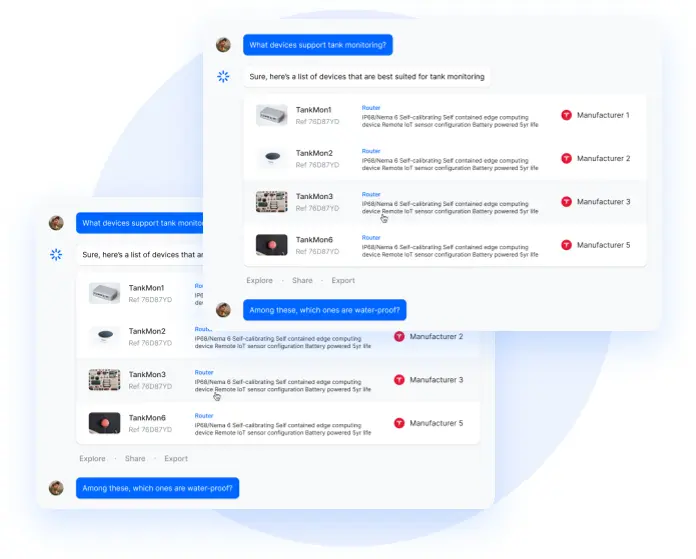 What devices support tank monitoring?
Sure, here's a list of devices that are best suited for tank monitoring
TankMon1
Ref 76D87YD
Router
IP68/Nema 6 Self-calibrating Self contained edge computing
device Remote IoT sensor configuration Battery powered 5yr life
Manufacturer 1
TankMon2
Ref 76D87YD
Router
IP68/Nema 6 Self-calibrating Self contained edge computing
device Remote IoT sensor configuration Battery powered 5yr life
Manufacturer 2
TankMon3
Ref 76D87YD
Router
IP68/Nema 6 Self-calibrating Self contained edge computing
device Remote IoT sensor configuration Battery powered 5yr life
Manufacturer 3
TankMon6
Ref 76D87YD
Router
IP68/Nema 6 Self-calibrating Self contained edge computing
device Remote IoT sensor configuration Battery powered 5yr life
Manufacturer 5
Explore · Share · Export
Among these, which ones are water-proof?
What devices support tank monitor
Sure, here's a list of devices that
TankMon1
Ref 76D87YD
Router
IP68
device
TankMon2
Ref 76D87YD
Router
IP68/Nema 6 Self-calibrating Self contained edge computing
device Remote IoT sensor configuration Battery powered 5yr life
Manufacturer 2
TankMon3
Ref 76D87YD
Router
IP68/Nema 6 Self-calibrating Self contained edge computing
device Remote IoT sensor configuration Battery powered 5yr life
Manufacturer 3
TankMon6
Ref 76D87YD
Router
IP68/Nema 6 Self-calibrating Self contained edge computing
device Remote IoT sensor configuration Battery powered 5yr life
Manufacturer 5
Explore · Share · Export
Among these, which ones are water-proof?